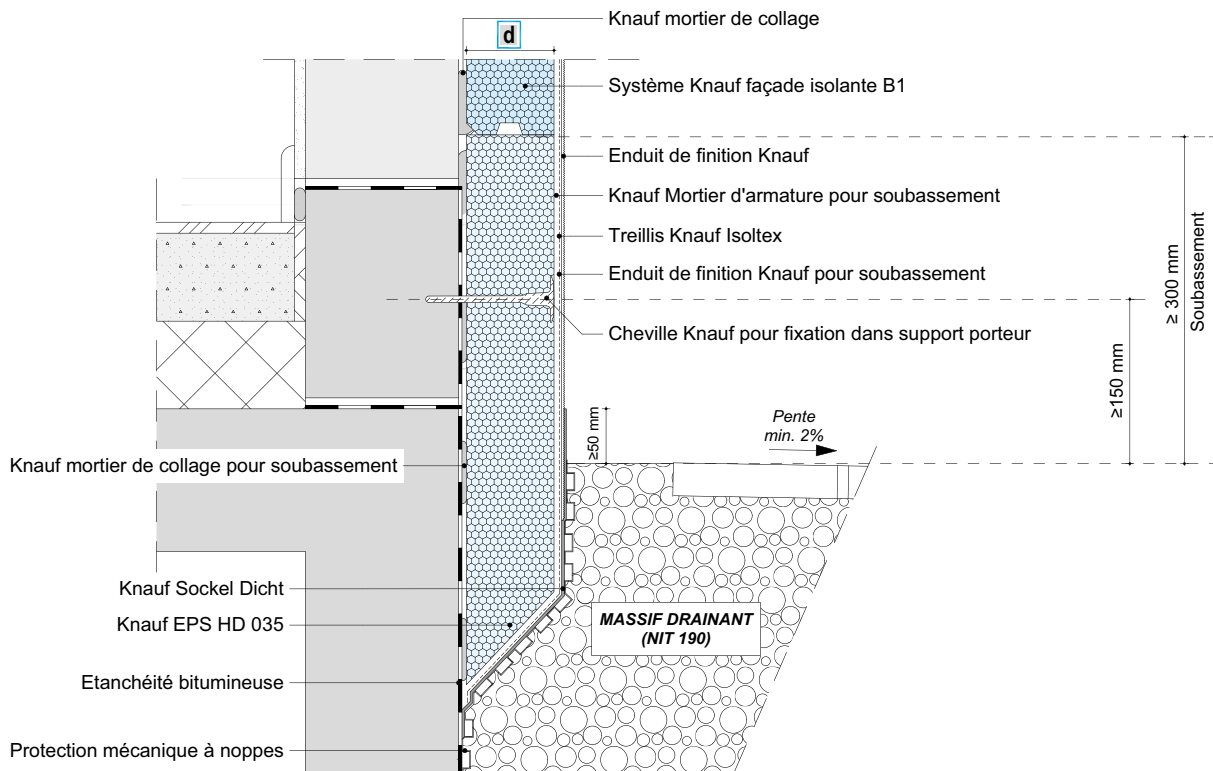 Knauf mortier de collage
d
Système Knauf façade isolante B1
Enduit de finition Knauf
Knauf Mortier d'armature pour soubassement
Treillis Knauf Isoltex
Enduit de finition Knauf pour soubassement
Cheville Knauf pour fixation dans support porteur
≥ 300 mm
Soubassement
≥150 mm
≥50 mm
Pente
min. 2%
Knauf mortier de collage pour soubassement
Knauf Sockel Dicht
Knauf EPS HD 035
MASSIF DRAINANT
(NIT 190)
Etanchéité bitumineuse
Protection mécanique à noppes